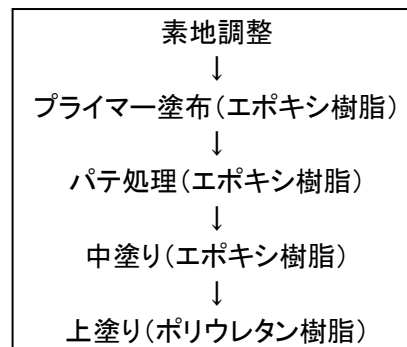 素地調整
↓
プライマー塗布(エポキシ樹脂)
↓
パテ処理(エポキシ樹脂)
↓
中塗り(エポキシ樹脂)
↓
上塗り(ポリウレタン樹脂)